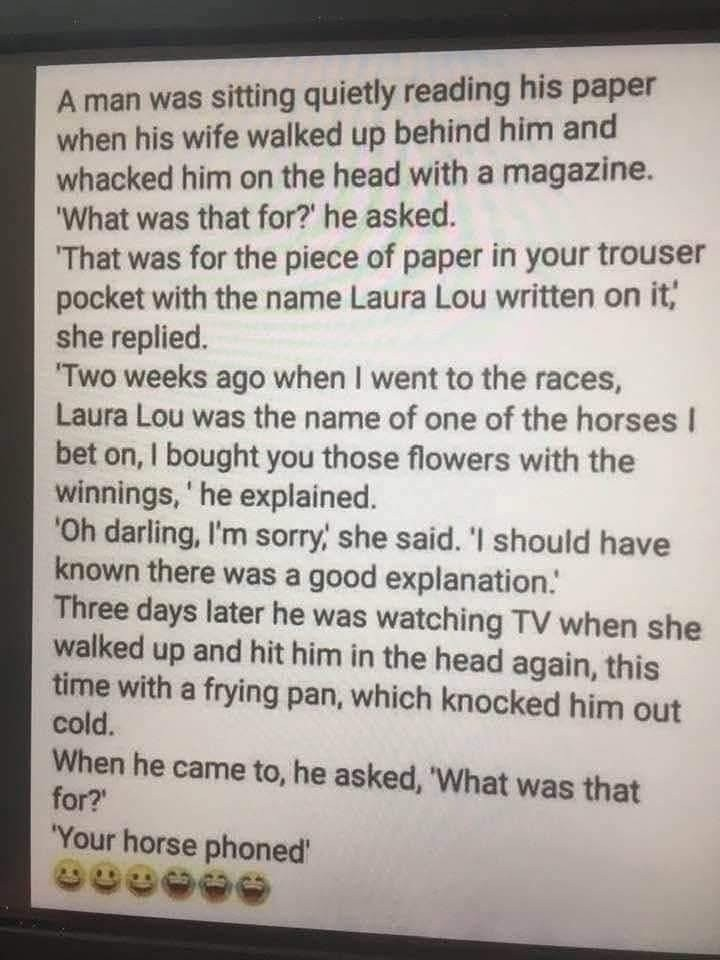 A man was sitting quietly reading his paper
when his wife walked up behind him and
whacked him on the head with a magazine.
'What was that for?' he asked.
'That was for the piece of paper in your trouser
pocket with the name Laura Lou written on it,'
she replied.
'Two weeks ago when I went to the races,
Laura Lou was the name of one of the horses I
bet on, I bought you those flowers with the
winnings, ' he explained.
'Oh darling, I'm sorry,' she said. 'I should have
known there was a good explanation.'
Three days later he was watching TV when she
walked up and hit him in the head again, this
time with a frying pan, which knocked him out
cold.
When he came to, he asked, 'What was that
for?'
'Your horse phoned'